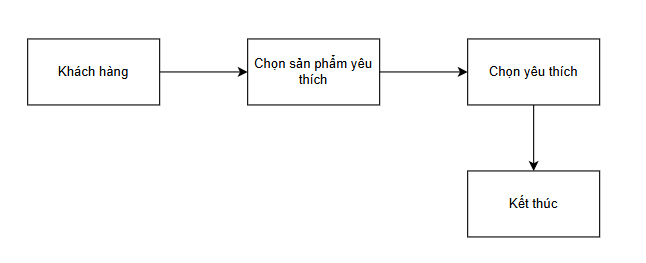 Khách hàng
Chọn sản phẩm yêu
thích
Chọn yêu thích
Kết thúc